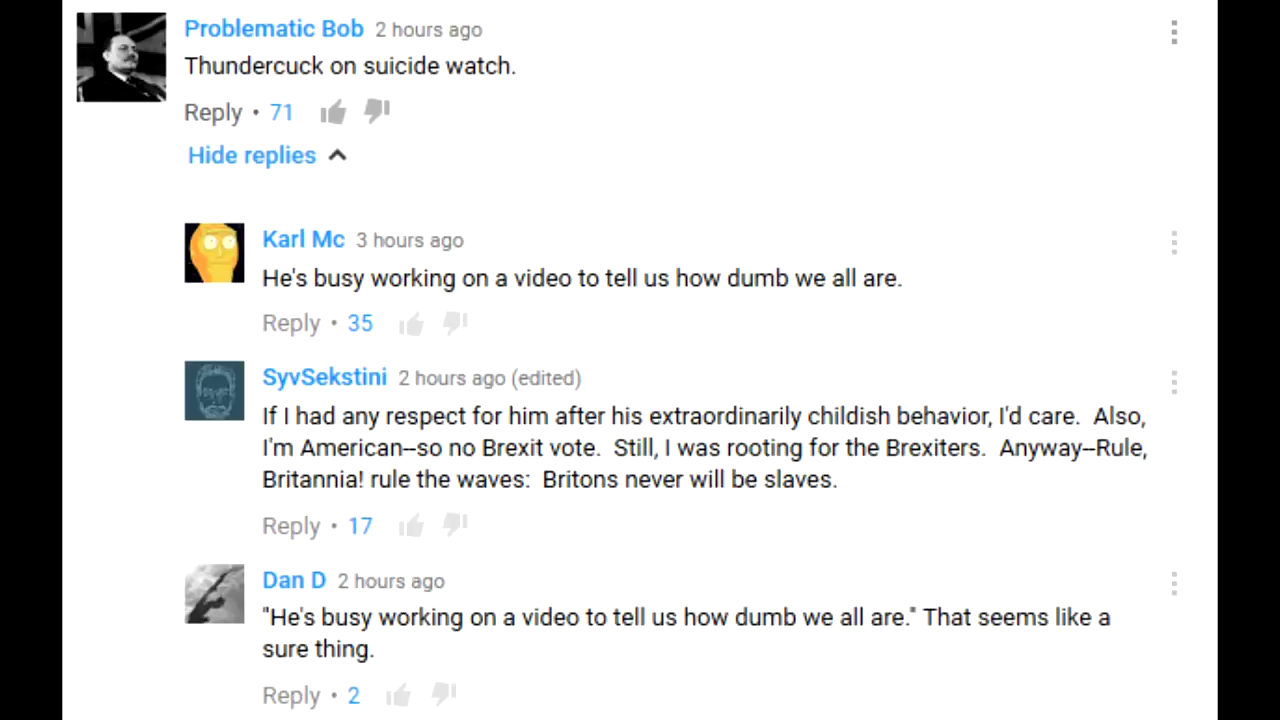 Problematic Bob 2 hours ago
Thundercuck on suicide watch.
Reply • 71
Hide replies
Karl Mc 3 hours ago
He's busy working on a video to tell us how dumb we all are.
Reply • 35
SyvSekstini 2 hours ago (edited)
If I had any respect for him after his extraordinarily childish behavior, I'd care.  Also,
I'm American--so no Brexit vote.  Still, I was rooting for the Brexiters.  Anyway--Rule,
Britannia! rule the waves:  Britons never will be slaves.
Reply • 17
Dan D 2 hours ago
"He's busy working on a video to tell us how dumb we all are." That seems like a
sure thing.
Reply • 2